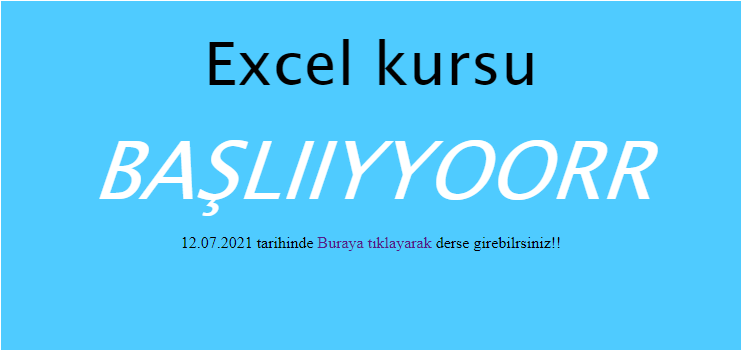 Excel kursu
BAŞLIIYYOORR
12.07.2021 tarihinde Buraya tıklayarak derse girebilrsiniz!!